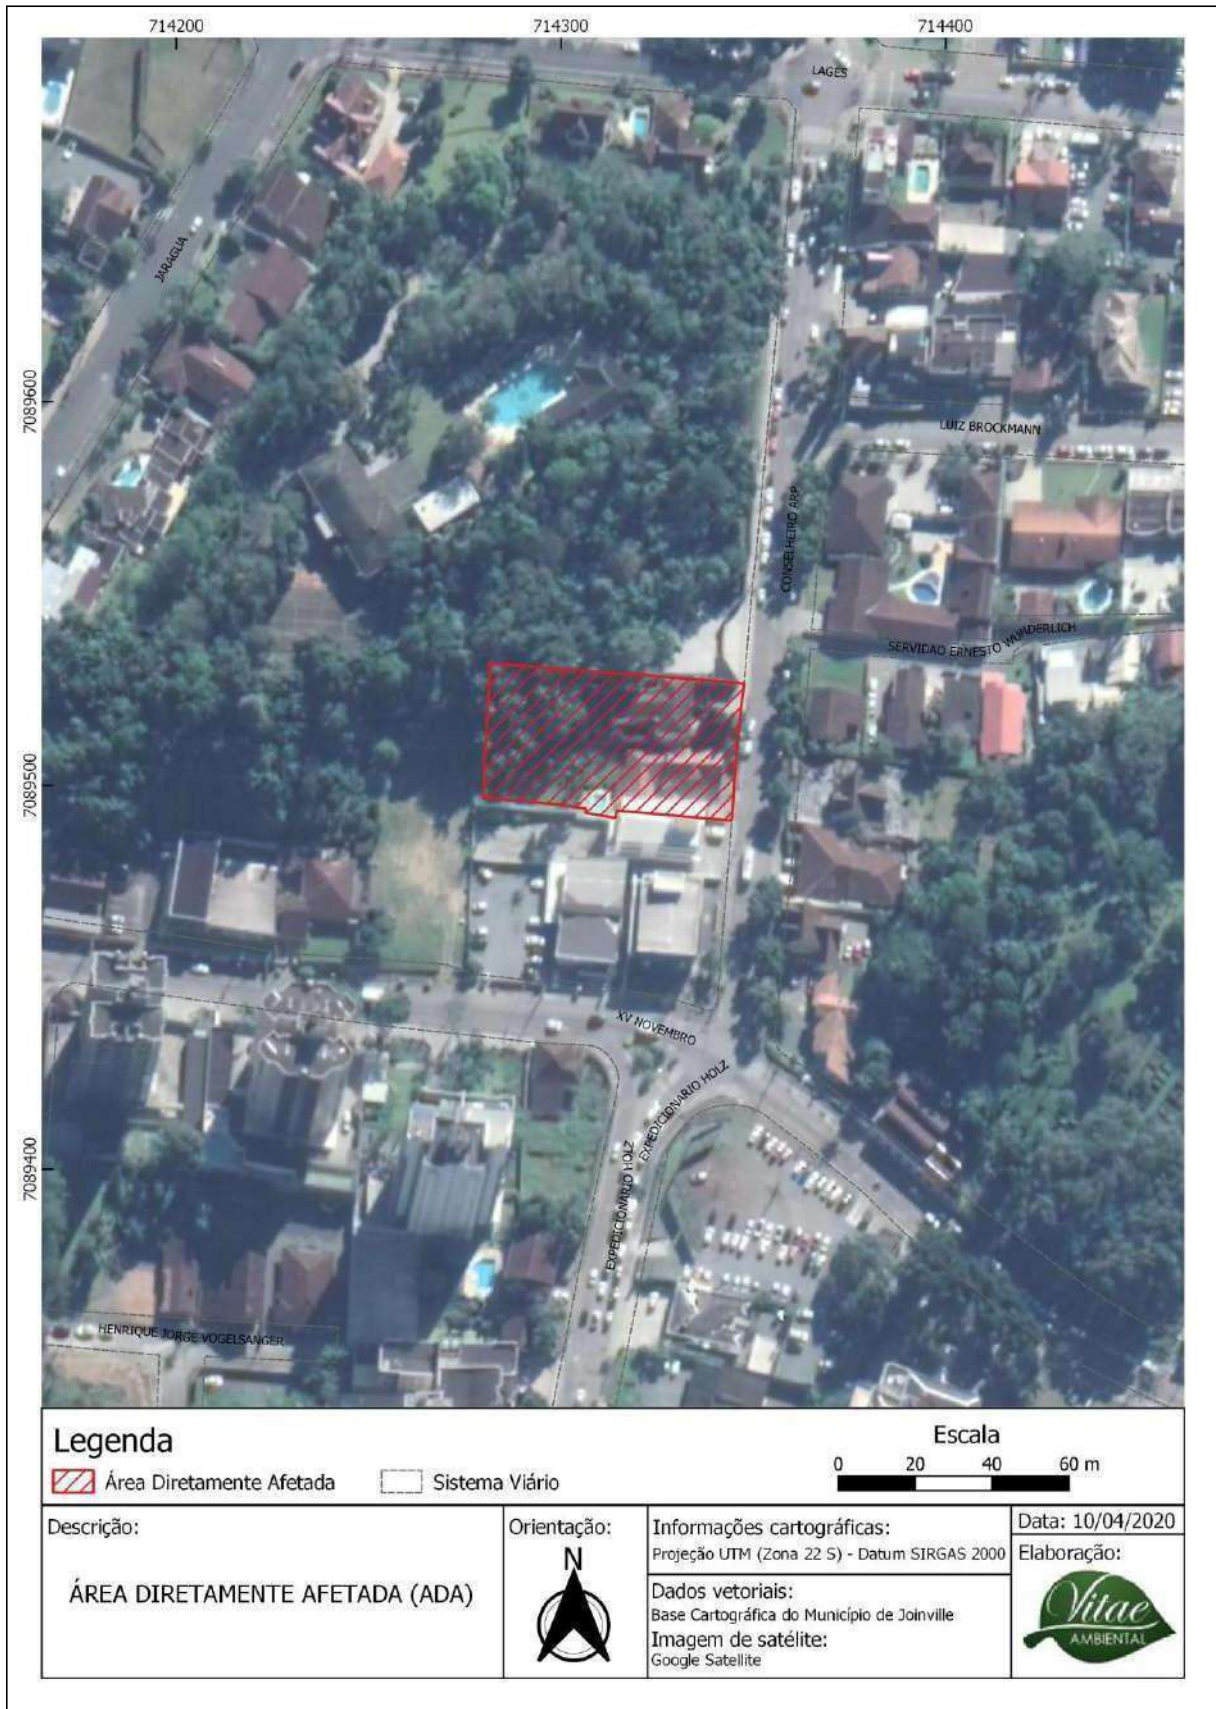 714200
714300
714400
LAGES
JARAGUA
7089600
LUIZ BROCKMANN
CONSELHEIRO ARP
SERVIDAO ERNESTO WUNDERLICH
7089500
XV NOVEMBRO
EXPEDICIONARIO HOLZ
EXPEDICIONARIO HOLZ
7089400
HENRIQUE JORGE VOGELSANGER
Legenda
Área Diretamente Afetada
Sistema Viário
Escala
0 20 40 60 m
Descrição:
ÁREA DIRETAMENTE AFETADA (ADA)
Orientação:
N
Informações cartográficas:
Projeção UTM (Zona 22 S) - Datum SIRGAS 2000
Dados vetoriais:
Base Cartográfica do Município de Joinville
Imagem de satélite:
Google Satellite
Data: 10/04/2020
Elaboração:
Vitae
AMBIENTAL